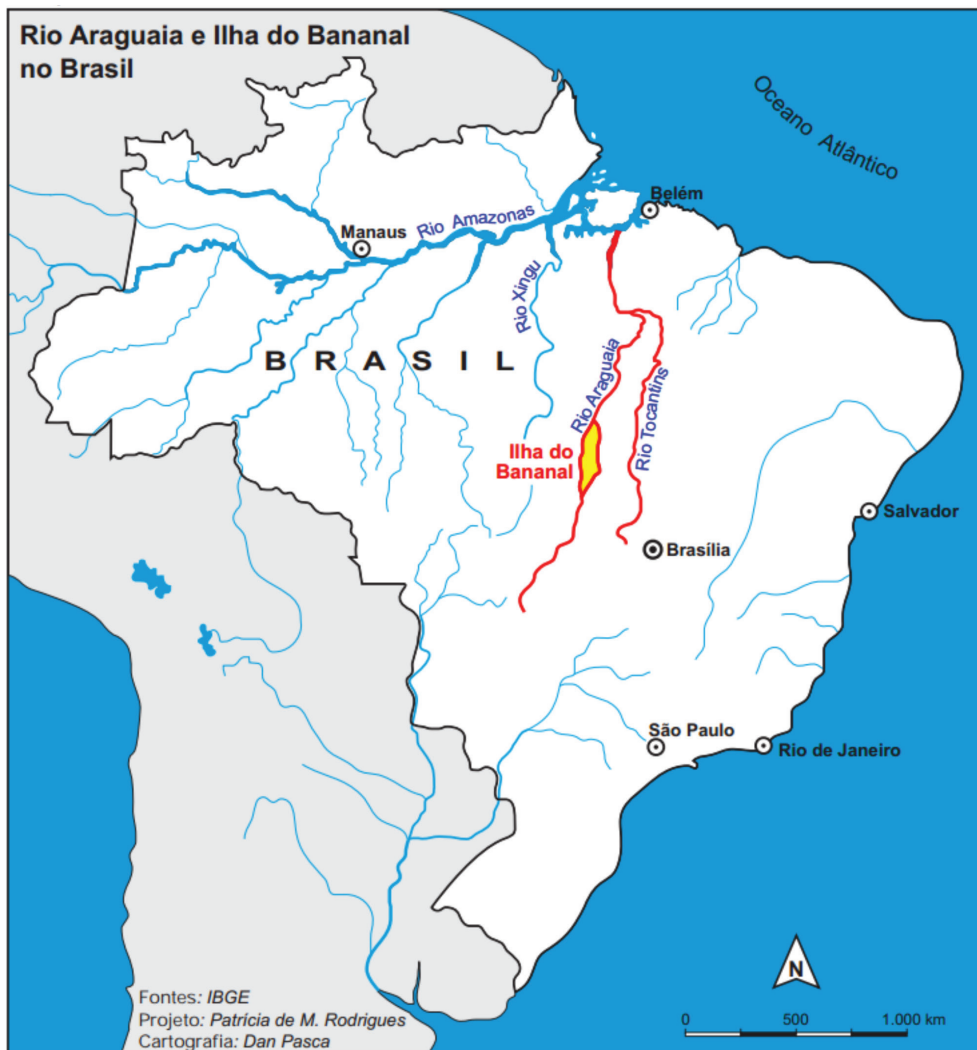 Rio Araguaia e Ilha do Bananal
no Brasil
Oceano Atlântico
Belém
Rio Amazonas
Manaus
Rio Xingu
BRASIL
Rio Araguaia
Rio Tocantins
Ilha do
Bananal
Salvador
Brasília
São Paulo
Rio de Janeiro
N
Fontes: IBGE
Projeto: Patrícia de M. Rodrigues
Cartografia: Dan Pasca
0 500 1.000 km